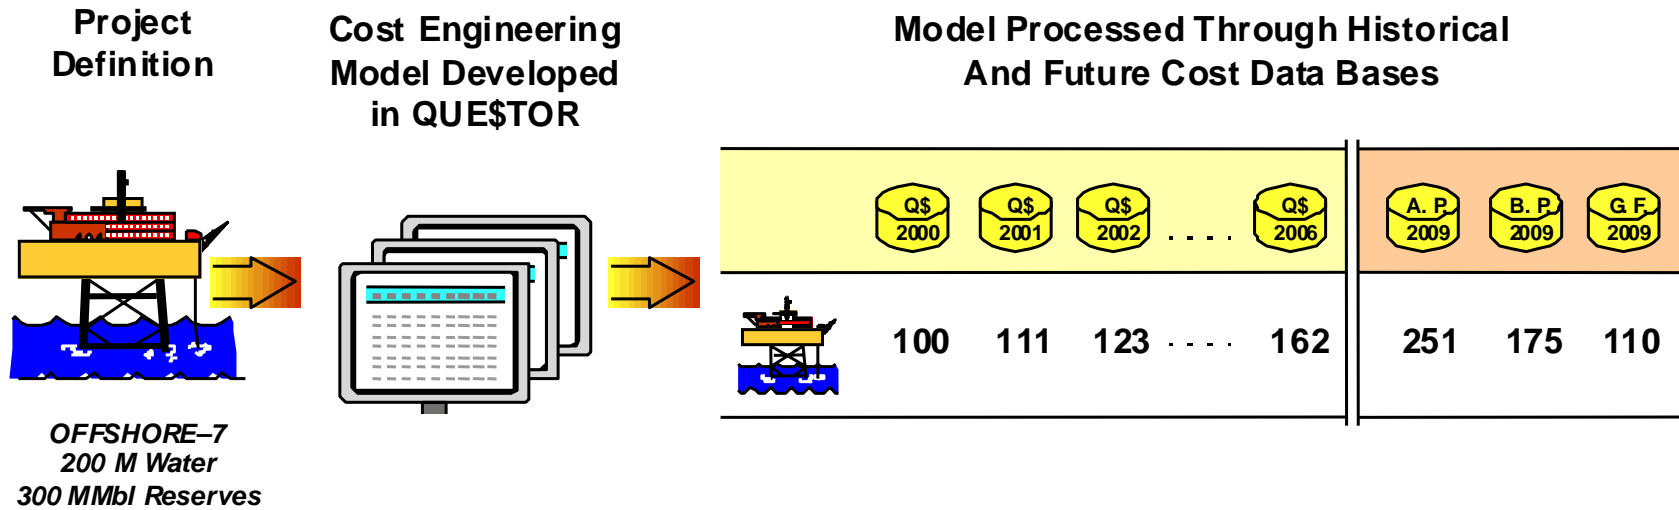 Project
Definition
Cost Engineering
Model Developed
in QUE$TOR
Model Processed Through Historical
And Future Cost Data Bases
Q$
2000
Q$
2001
Q$
2002
. . . .
Q$
2006
A. P.
2009
B. P.
2009
G F.
2009
100 111 123 . . . . 162 251 175 110
OFFSHORE–7
200 M Water
300 MMbl Reserves